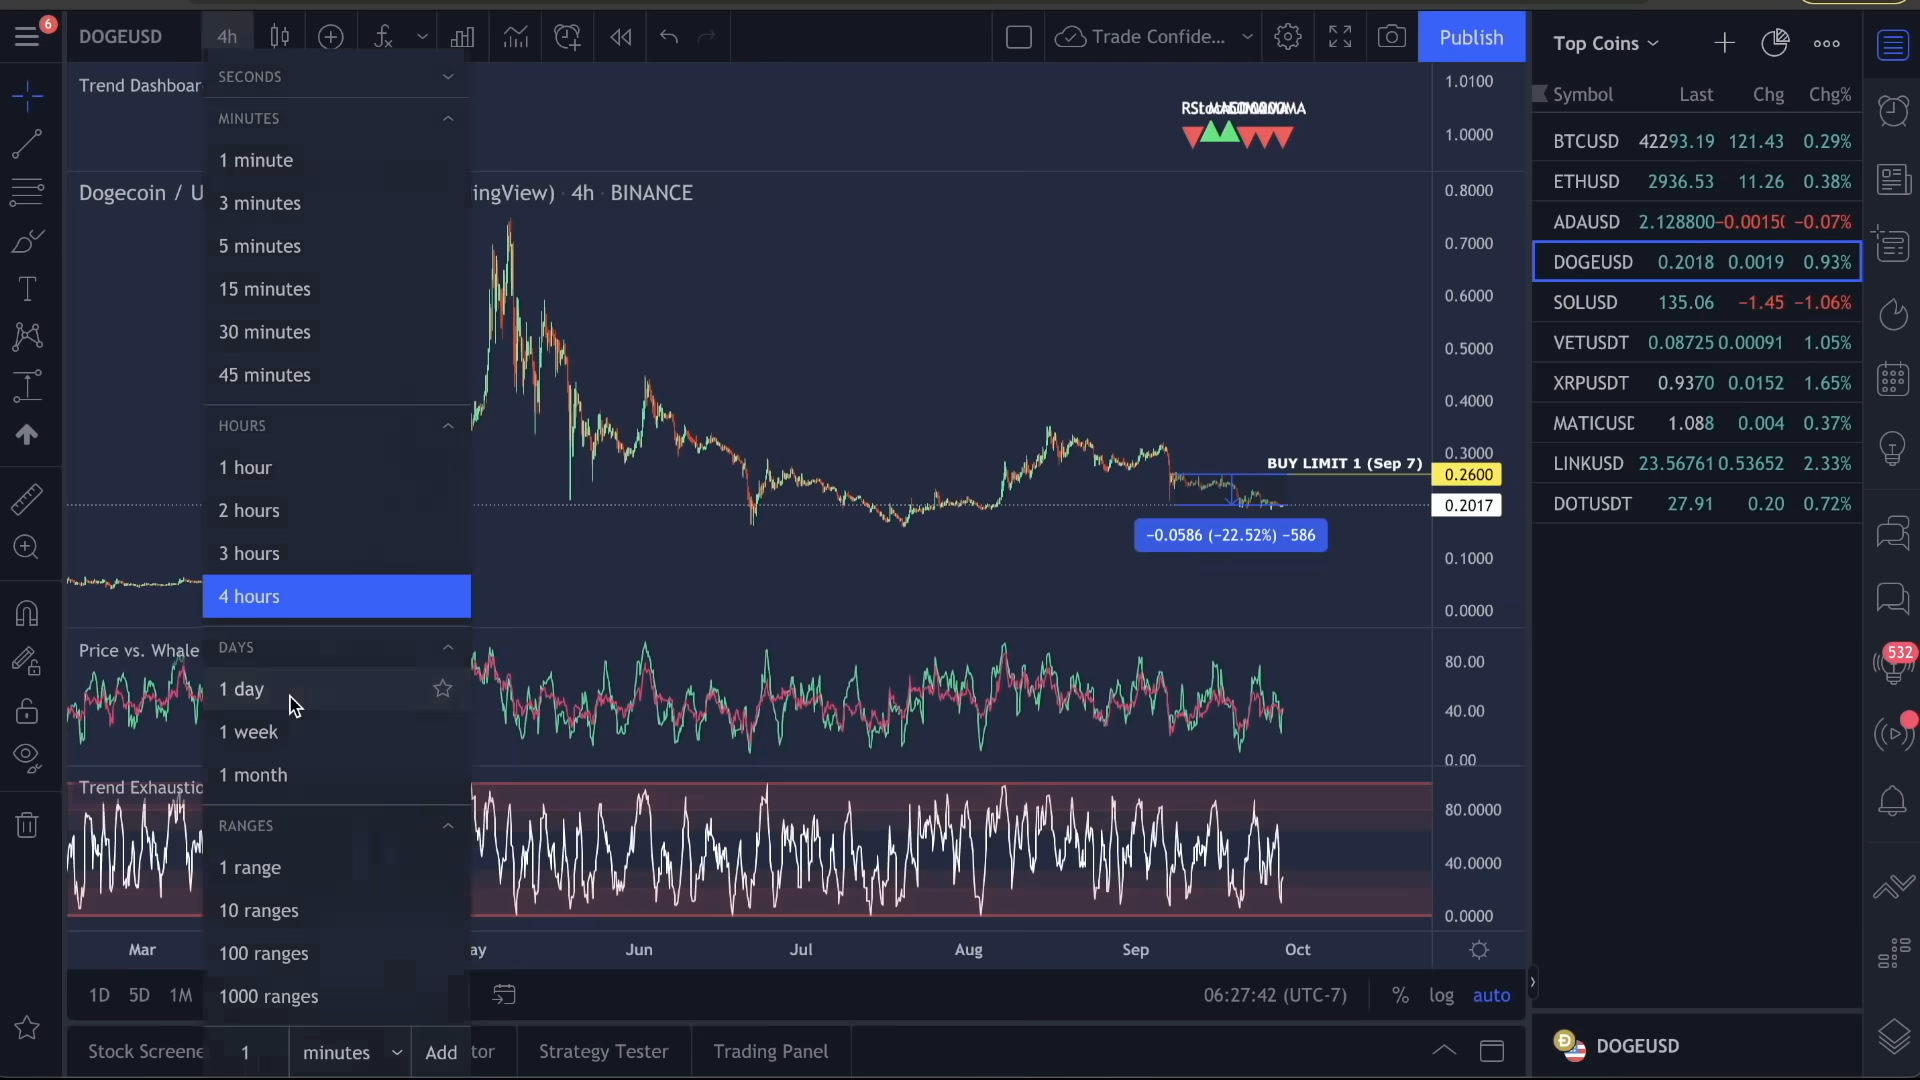 6
DOGEUSD
4h
Trade Confide...
Publish
Top Coins
SECONDS
MINUTES
1 minute
3 minutes
5 minutes
15 minutes
30 minutes
45 minutes
HOURS
1 hour
2 hours
3 hours
4 hours
DAYS
1 day
1 week
1 month
RANGES
1 range
10 ranges
100 ranges
1000 ranges
1 minutes Add
Trend Dashboar
Dogecoin / U
ingView) · 4h · BINANCE
BUY LIMIT 1 (Sep 7)
−0.0586 (−22.52%) −586
1.0100
1.0000
0.8000
0.7000
0.6000
0.5000
0.4000
0.3000
0.2600
0.2017
0.1000
0.0000
Price vs. Whale
80.00
40.00
0.00
Trend Exhaustic
80.0000
40.0000
0.0000
Mar ay Jun Jul Aug Sep Oct
1D 5D 1M
06:27:42 (UTC-7) % log auto
Stock Screene
tor Strategy Tester Trading Panel
Symbol Last Chg Chg%
BTCUSD 42293.19 121.43 0.29%
ETHUSD 2936.53 11.26 0.38%
ADAUSD 2.128800 −0.0015 −0.07%
DOGEUSD 0.2018 0.0019 0.93%
SOLUSD 135.06 −1.45 −1.06%
VETUSDT 0.08725 0.00091 1.05%
XRPUSDT 0.9370 0.0152 1.65%
MATICUSD 1.088 0.004 0.37%
LINKUSD 23.56761 0.53652 2.33%
DOTUSDT 27.91 0.20 0.72%
532
DOGEUSD